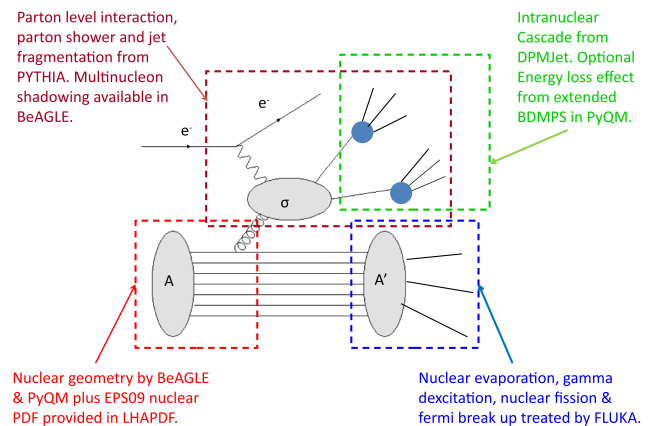 Parton level interaction,
parton shower and jet
fragmentation from
PYTHIA. Multinucleon
shadowing available in
BeAGLE.
Intranuclear
Cascade from
DPMJet. Optional
Energy loss effect
from extended
BDMPS in PyQM.
e-
e-
σ
A
A’
Nuclear geometry by BeAGLE
& PyQM plus EPS09 nuclear
PDF provided in LHAPDF.
Nuclear evaporation, gamma
dexcitation, nuclear fission &
fermi break up treated by FLUKA.